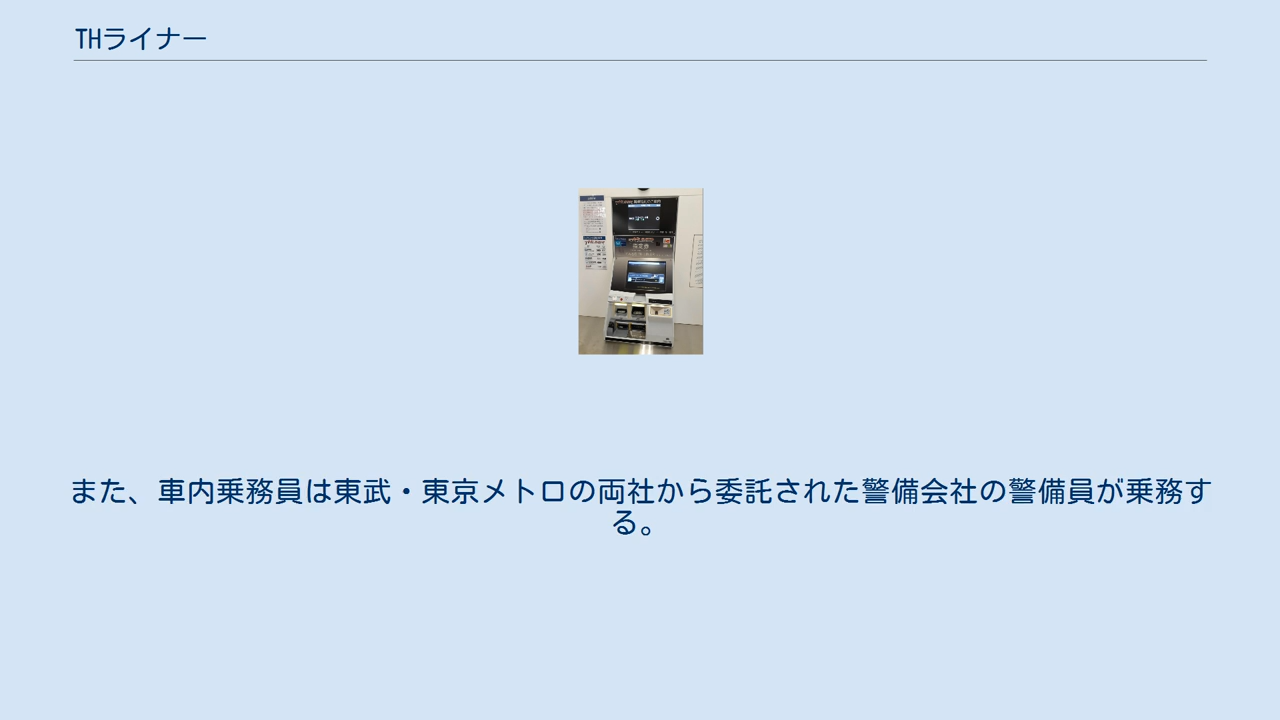 THライナー
また、車内乗務員は東武・東京メトロの両社から委託された警備会社の警備員が乗務す
る。